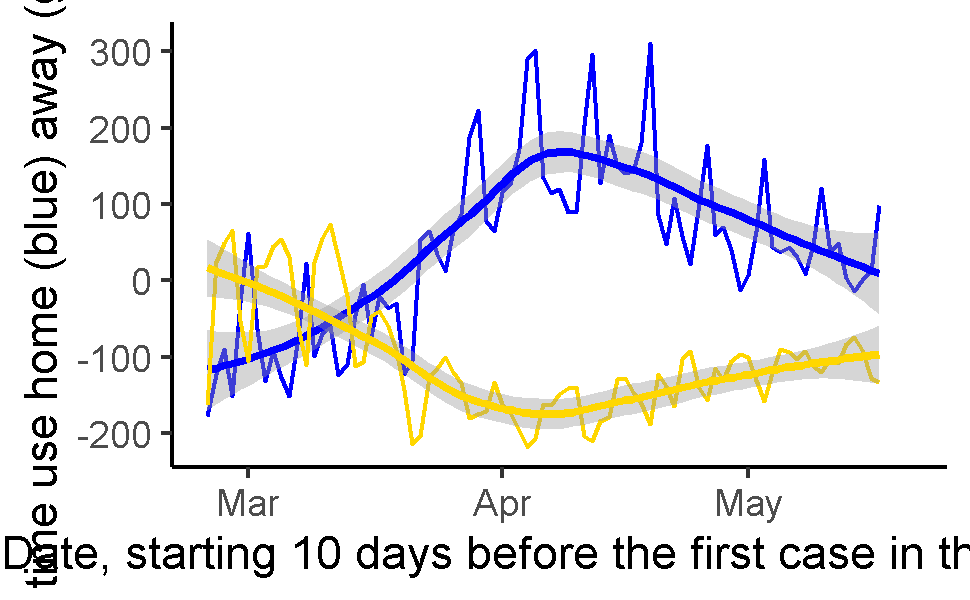 time use home (blue) away (
300
200
100
0
-100
-200
Mar Apr May
Date, starting 10 days before the first case in th